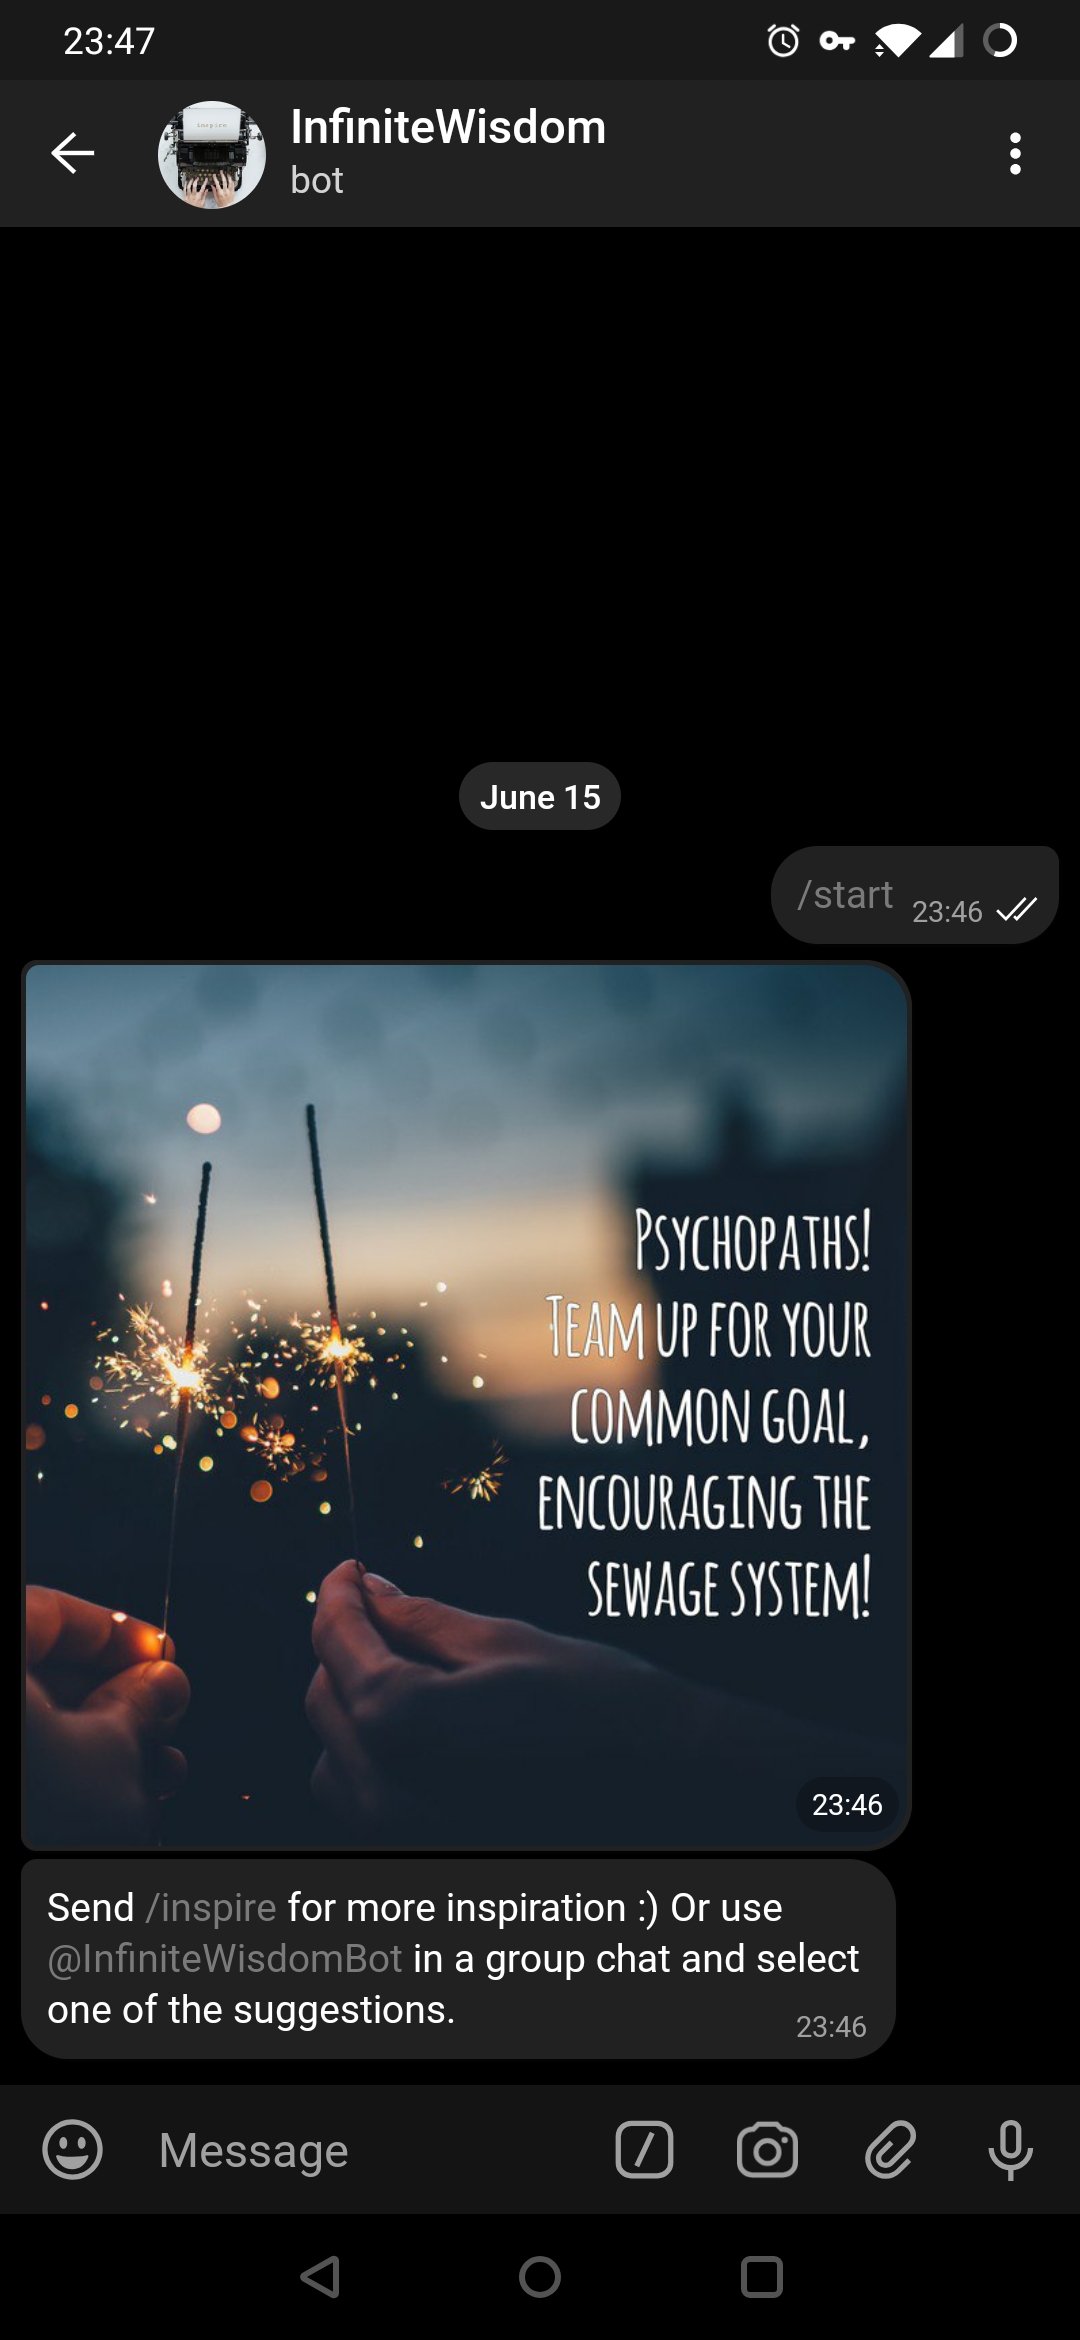 23:47
InfiniteWisdom
bot
June 15
/start 23:46
Psychopaths!
Team up for your
common goal,
encouraging the
sewage system!
23:46
Send /inspire for more inspiration :) Or use
@InfiniteWisdomBot in a group chat and select
one of the suggestions.
23:46
Message